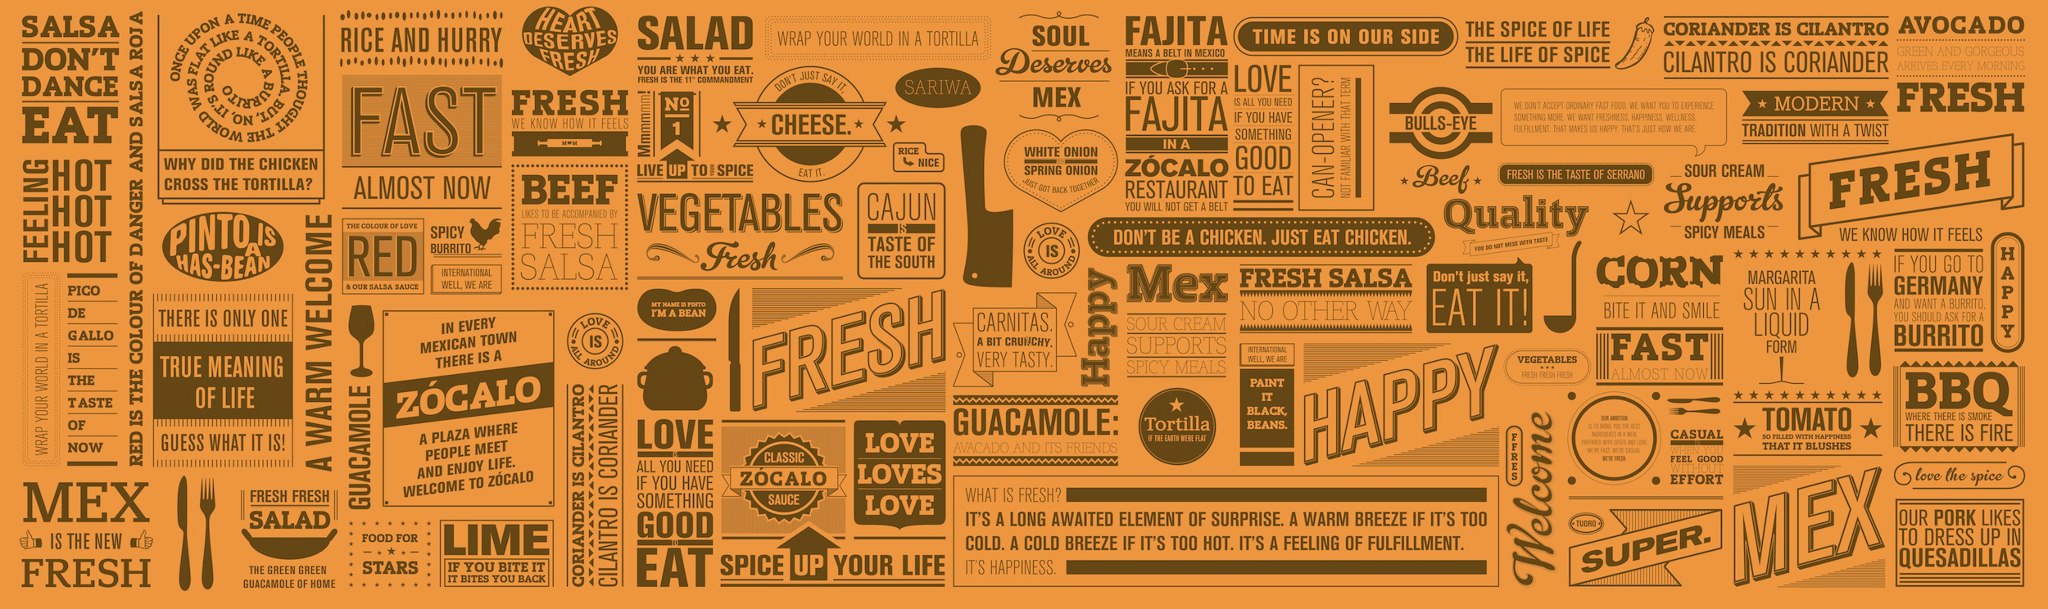 SALSA
DON'T
DANCE
EAT
FEELING
HOT
HOT
HOT
WRAP YOUR WORLD IN A TORTILLA
PICO
DE
GALLO
IS
THE
TASTE
OF
NOW
MEX
IS THE NEW
FRESH
RED IS THE COLOUR OF DANGER AND SALSA ROJA
ONCE UPON A TIME PEOPLE THOUGHT THE WORLD WAS FLAT LIKE A TORTILLA. BUT, NO, IT'S ROUND LIKE A BURRITO
WHY DID THE CHICKEN
CROSS THE TORTILLA?
PINTO IS
A
HAS-BEAN
THERE IS ONLY ONE
TRUE MEANING
OF LIFE
GUESS WHAT IT IS!
A WARM WELCOME
FRESH FRESH
SALAD
THE GREEN GREEN
GUACAMOLE OF HOME
RICE AND HURRY
FAST
ALMOST NOW
THE COLOUR OF LOVE
RED
& OUR SALSA SAUCE
SPICY
BURRITO
INTERNATIONAL
WELL, WE ARE
GUACAMOLE
IN EVERY
MEXICAN TOWN
THERE IS A
ZÓCALO
A PLAZA WHERE
PEOPLE MEET
AND ENJOY LIFE.
WELCOME TO ZÓCALO
FOOD FOR
STARS
LIME
IF YOU BITE IT
IT BITES YOU BACK
HEART
DESERVES
FRESH
FRESH
WE KNOW HOW IT FEELS
M♥M
BEEF
LIKES TO BE ACCOMPANIED BY
FRESH
SALSA
LOVE
IS
ALL AROUND
CORIANDER IS CILANTRO
CILANTRO IS CORIANDER
SALAD
YOU ARE WHAT YOU EAT.
FRESH IS THE 11TH COMMANDMENT
Mmmmmmm!
Nº
1
LIVE UP TO YOUR SPICE
VEGETABLES
Fresh
MY NAME IS PINTO
I'M A BEAN
FRESH
LOVE
IS
ALL YOU NEED
IF YOU HAVE
SOMETHING
GOOD
TO
EAT
CLASSIC
ZÓCALO
SAUCE
LOVE
LOVES
LOVE
SPICE UP YOUR LIFE
WRAP YOUR WORLD IN A TORTILLA
DON'T JUST SAY IT.
CHEESE.
EAT IT.
SARIWA
RICE
NICE
CAJUN
IS
TASTE OF
THE SOUTH
SOUL
Deserves
MEX
WHITE ONION
&
SPRING ONION
JUST GOT BACK TOGETHER
LOVE
IS
ALL AROUND
CARNITAS.
A BIT CRUNCHY.
VERY TASTY.
GUACAMOLE:
AVACADO AND ITS FRIENDS
WHAT IS FRESH?
IT'S A LONG AWAITED ELEMENT OF SURPRISE. A WARM BREEZE IF IT'S TOO
COLD. A COLD BREEZE IF IT'S TOO HOT. IT'S A FEELING OF FULFILLMENT.
IT'S HAPPINESS.
FAJITA
MEANS A BELT IN MEXICO
IF YOU ASK FOR A
FAJITA
IN A
ZÓCALO
RESTAURANT
YOU WILL NOT GET A BELT
TIME IS ON OUR SIDE
LOVE
IS ALL YOU NEED
IF YOU HAVE
SOMETHING
GOOD
TO EAT
CAN-OPENER?
NOT FAMILIAR WITH THAT TERM
DON'T BE A CHICKEN. JUST EAT CHICKEN.
Happy
Mex
SOUR CREAM
SUPPORTS
SPICY MEALS
Tortilla
IF THE EARTH WERE FLAT
FRESH SALSA
NO OTHER WAY
INTERNATIONAL
WELL, WE ARE
PAINT
IT
BLACK,
BEANS.
HAPPY
BULLS-EYE
Beef
THE SPICE OF LIFE
THE LIFE OF SPICE
WE DON'T ACCEPT ORDINARY FAST FOOD. WE WANT YOU TO EXPERIENCE
SOMETHING MORE. WE WANT FRESHNESS, HAPPINESS, WELLNESS,
FULFILLMENT. THAT MAKES US HAPPY. THAT'S JUST HOW WE ARE.
FRESH IS THE TASTE OF SERRANO
Quality
YOU DO NOT MESS WITH TASTE
Don't just say it,
EAT IT!
VEGETABLES
FRESH FRESH FRESH
FFRES
Welcome
CORIANDER IS CILANTRO
CILANTRO IS CORIANDER
MODERN
TRADITION WITH A TWIST
SOUR CREAM
Supports
SPICY MEALS
CORN
BITE IT AND SMILE
FAST
ALMOST NOW
OUR AMBITION
IS TO BRING YOU THE BEST
INGREDIENTS IN A MEAL
PREPARED WITH SPEED AND LOVE.
WE'RE FAST. WE'RE CASUAL.
WE'RE FRESH.
CASUAL
WHEN YOU
FEEL GOOD
WITHOUT
EFFORT
TUORO
SUPER.
AVOCADO
GREEN AND GORGEOUS
ARRIVES EVERY MORNING
FRESH
FRESH
WE KNOW HOW IT FEELS
MARGARITA
SUN IN A
LIQUID
FORM
IF YOU GO TO
GERMANY
AND WANT A BURRITO,
YOU SHOULD ASK FOR A
BURRITO
HAPPY
TOMATO
SO FILLED WITH HAPPINESS
THAT IT BLUSHES
BBQ
WHERE THERE IS SMOKE
THERE IS FIRE
love the spice
MEX
OUR PORK LIKES
TO DRESS UP IN
QUESADILLAS